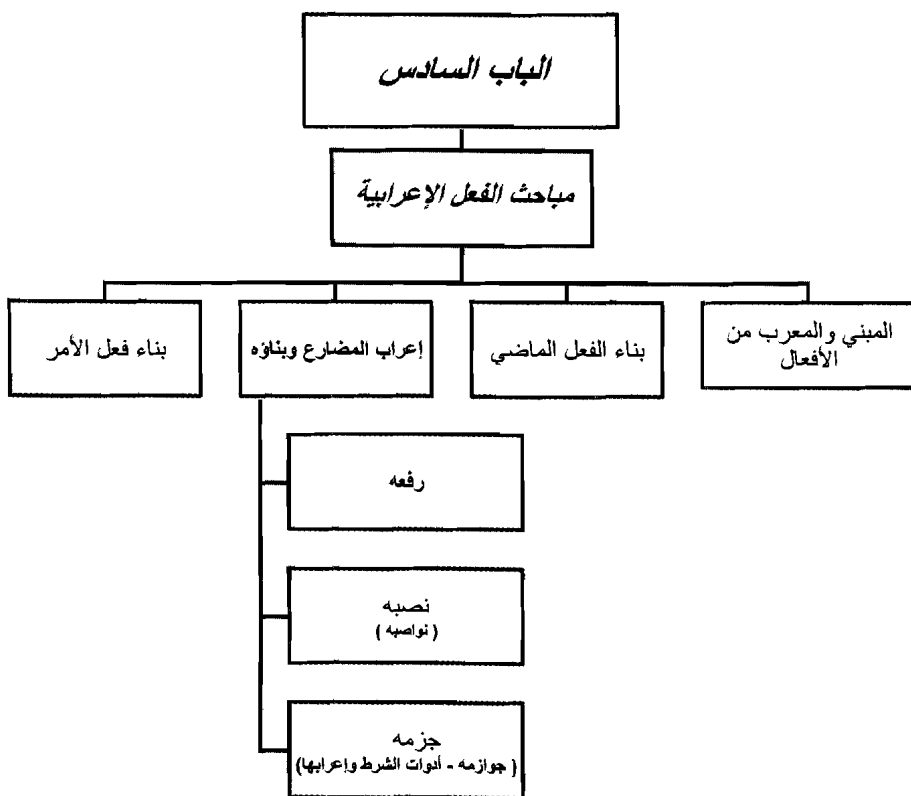 الباب السادس
مباحث الفعل الإعرابية
المبني والمعرب من
الأفعال
بناء الفعل الماضي
إعراب المضارع وبناؤه
بناء فعل الأمر
رفعه
نصبه
( نواصبه )
جزمه
( جوازمه - أدوات الشرط وإعرابها)